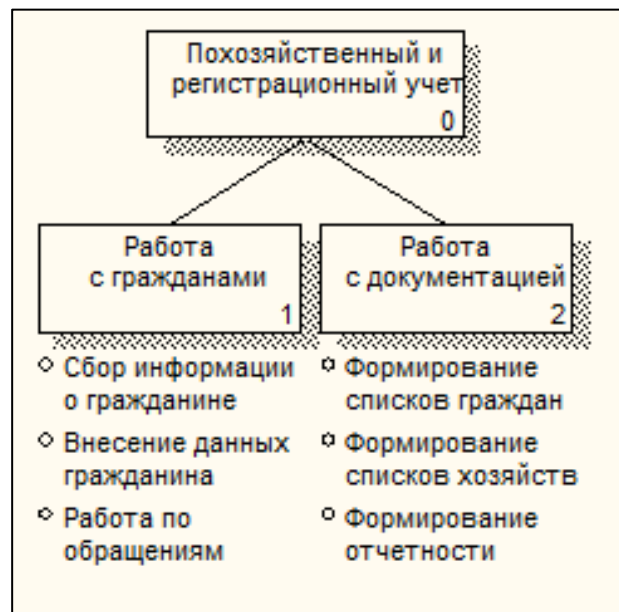 Похозяйственный и
регистрационный учет
0
Работа
с гражданами
1
Работа
с документацией
2
Сбор информации
о гражданине
Внесение данных
гражданина
Работа по
обращениям
Формирование
списков граждан
Формирование
списков хозяйств
Формирование
отчетности